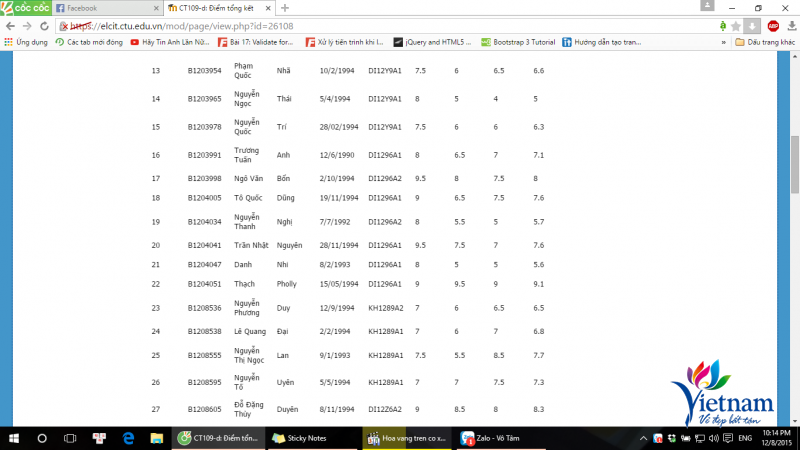 CỐC CỐC
Facebook
CT109-d: Điểm tổng kết
https://elcit.ctu.edu.vn/mod/page/view.php?id=26108
Ứng dụng Các tab mới đóng Hãy Tin Anh Lần Nữ... Bài 17: Validate for... Xử lý tiến trình khi l... jQuery and HTML5 ... Bootstrap 3 Tutorial Hướng dẫn tạo tran... Dấu trang khác
13 B1203954 Phạm Quốc Nhã 10/2/1994 DI12Y9A1 7.5 6 6.5 6.6
14 B1203965 Nguyễn Ngọc Thái 5/4/1994 DI12Y9A1 8 5 4 5
15 B1203978 Nguyễn Quốc Trí 28/02/1994 DI12Y9A1 7.5 6 6 6.3
16 B1203991 Trương Tuấn Anh 12/6/1990 DI1296A1 8 6.5 7 7.1
17 B1203998 Ngô Văn Bổn 2/10/1994 DI1296A2 9.5 8 7.5 8
18 B1204005 Tô Quốc Dũng 19/11/1994 DI1296A1 9 6.5 7.5 7.6
19 B1204034 Nguyễn Thanh Nghị 7/7/1992 DI1296A2 8 5.5 5 5.7
20 B1204041 Trần Nhật Nguyên 28/11/1994 DI1296A1 9.5 7.5 7 7.6
21 B1204047 Danh Nhi 8/2/1993 DI1296A1 8 5 5 5.6
22 B1204051 Thạch Pholly 15/05/1994 DI1296A1 9 9.5 9 9.1
23 B1208536 Nguyễn Phương Duy 12/9/1994 KH1289A2 7 6 6.5 6.5
24 B1208538 Lê Quang Đại 2/2/1994 KH1289A1 7 6 7 6.8
25 B1208555 Nguyễn Thị Ngọc Lan 9/1/1993 KH1289A1 7.5 5.5 8.5 7.7
26 B1208595 Nguyễn Tố Uyên 5/5/1994 KH1289A1 7 7 7.5 7.3
27 B1208605 Đỗ Đặng Thùy Duyên 8/11/1994 DI12Z6A2 9 8.5 8 8.3
Vietnam
Vẻ đẹp bất tận
CT109-d: Điểm tổn... Sticky Notes Hoa vang tren co x... Zalo - Võ Tâm ENG 10:14 PM
12/8/2015